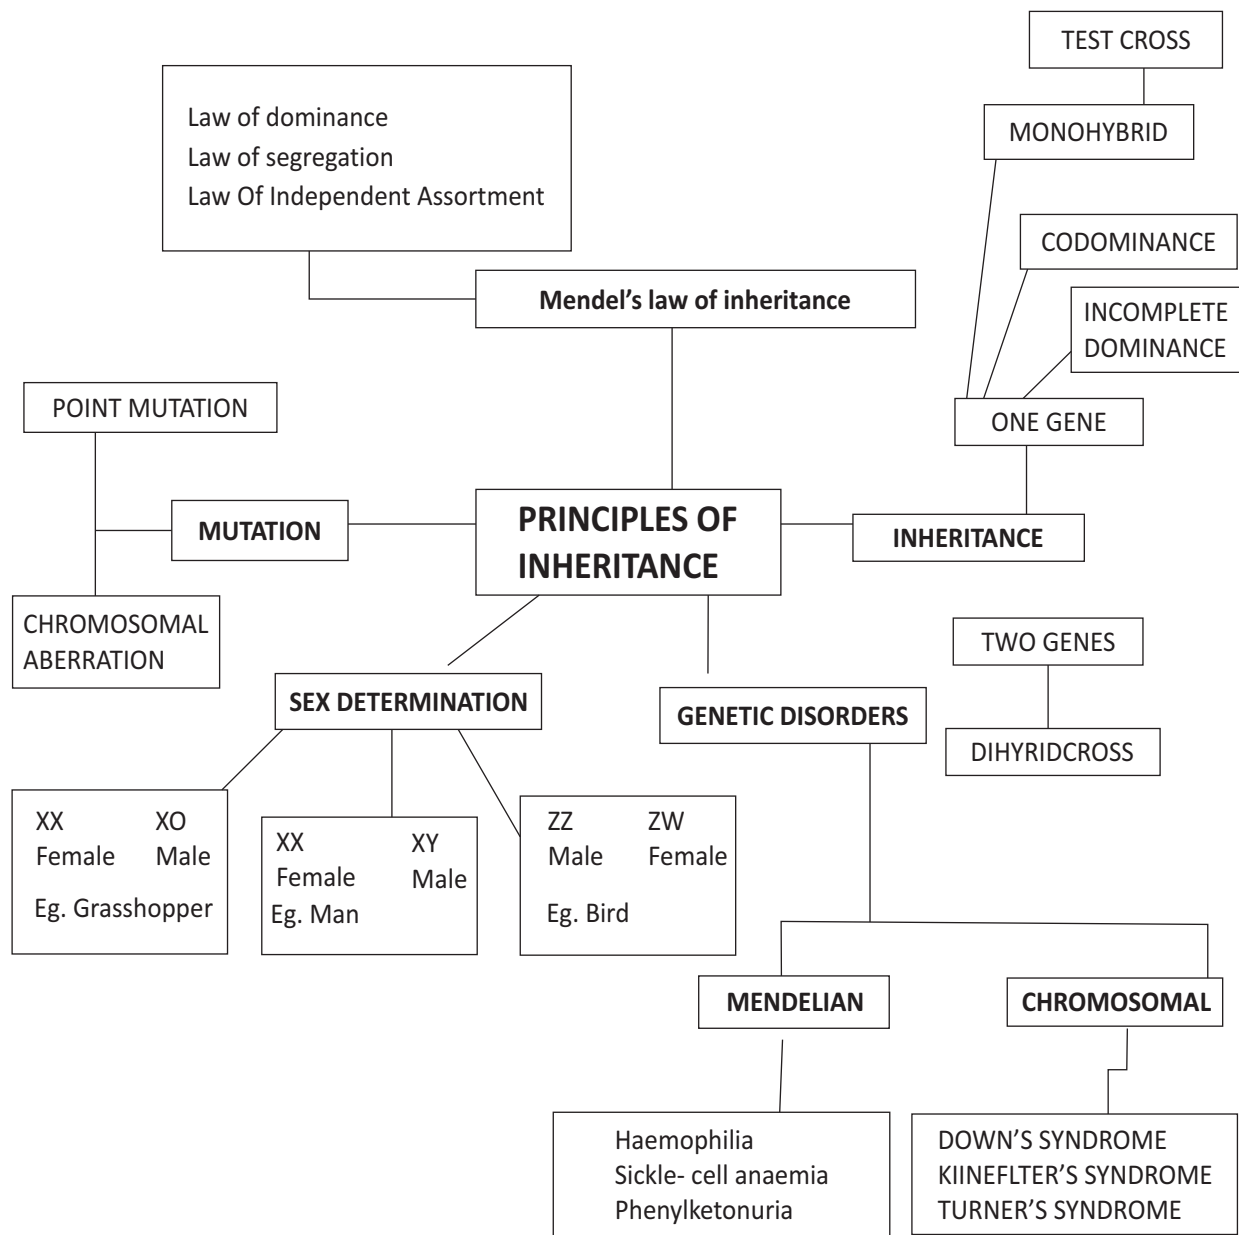 TEST CROSS
MONOHYBRID
CODOMINANCE
INCOMPLETE
DOMINANCE
ONE GENE
Law of dominance
Law of segregation
Law Of Independent Assortment
Mendel's law of inheritance
POINT MUTATION
MUTATION
CHROMOSOMAL
ABERRATION
PRINCIPLES OF
INHERITANCE
INHERITANCE
TWO GENES
DIHYRIDCROSS
SEX DETERMINATION
GENETIC DISORDERS
XX XO
Female Male
Eg. Grasshopper
XX XY
Female Male
Eg. Man
ZZ ZW
Male Female
Eg. Bird
MENDELIAN
CHROMOSOMAL
Haemophilia
Sickle- cell anaemia
Phenylketonuria
DOWN'S SYNDROME
KIINEFLTER'S SYNDROME
TURNER'S SYNDROME